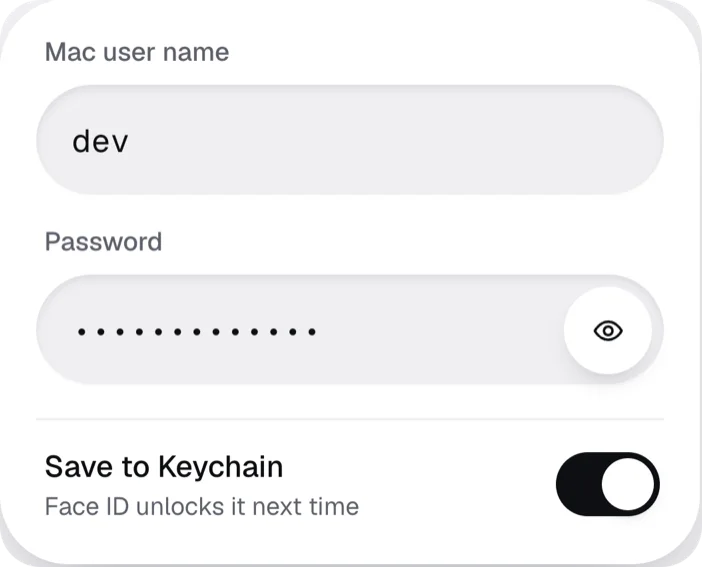 Mac user name
dev
Password
•••••••••••••
Save to Keychain
Face ID unlocks it next time